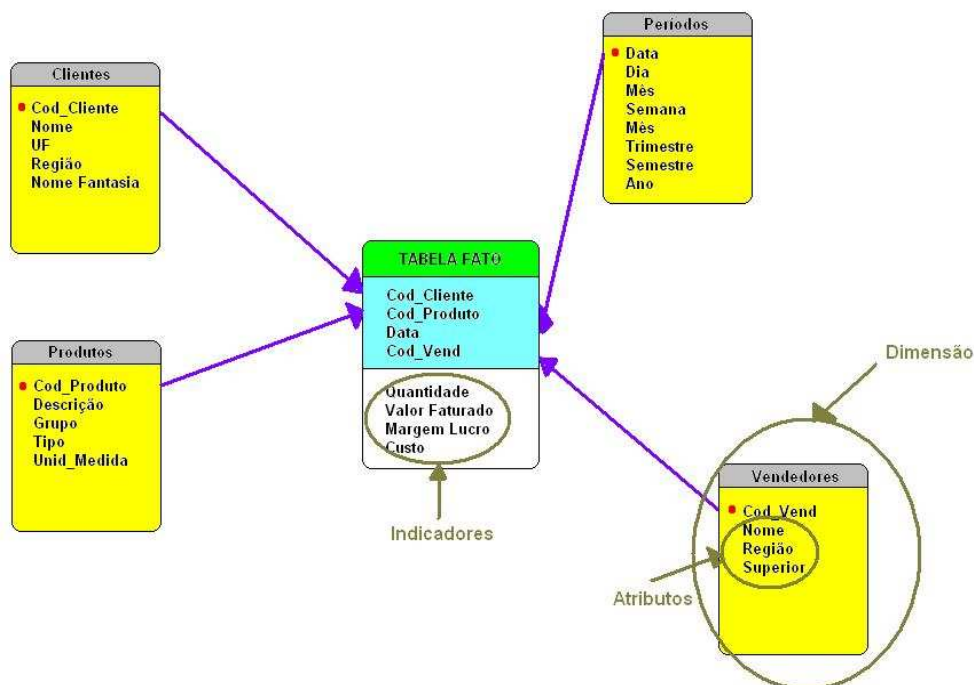 Clientes
Cod_Cliente
Nome
UF
Região
Nome Fantasia
Períodos
Data
Dia
Mês
Semana
Mês
Trimestre
Semestre
Ano
TABELA FATO
Cod_Cliente
Cod_Produto
Data
Cod_Vend
Quantidade
Valor Faturado
Margem Lucro
Custo
Indicadores
Produtos
Cod_Produto
Descrição
Grupo
Tipo
Unid_Medida
Dimensão
Vendedores
Cod_Vend
Nome
Região
Superior
Atributos